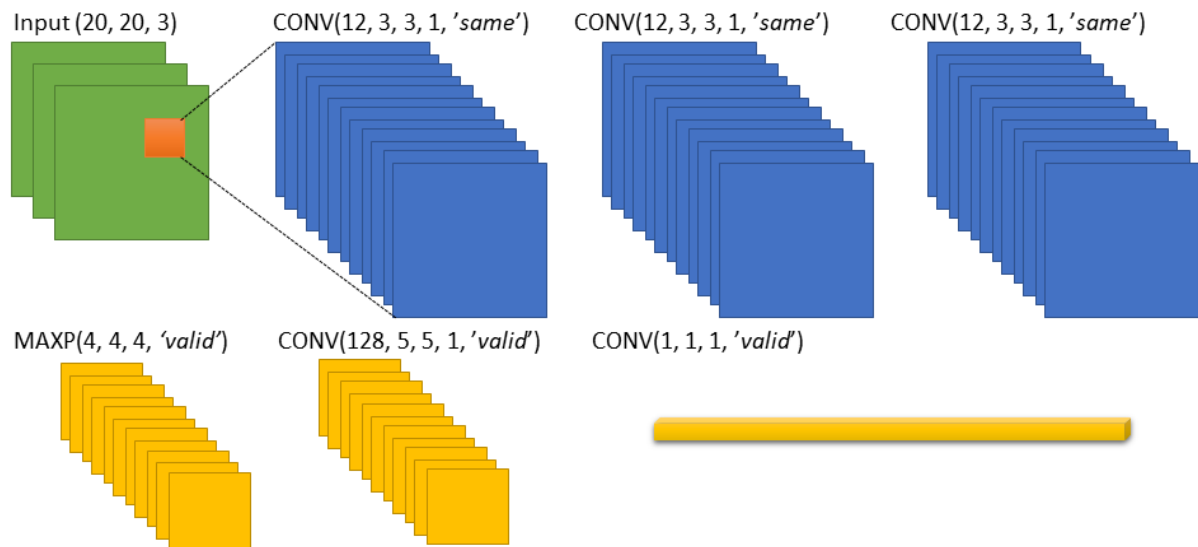 Input (20, 20, 3)
CONV(12, 3, 3, 1, 'same')
CONV(12, 3, 3, 1, 'same')
CONV(12, 3, 3, 1, 'same')
MAXP(4, 4, 4, 'valid')
CONV(128, 5, 5, 1, 'valid')
CONV(1, 1, 1, 'valid')